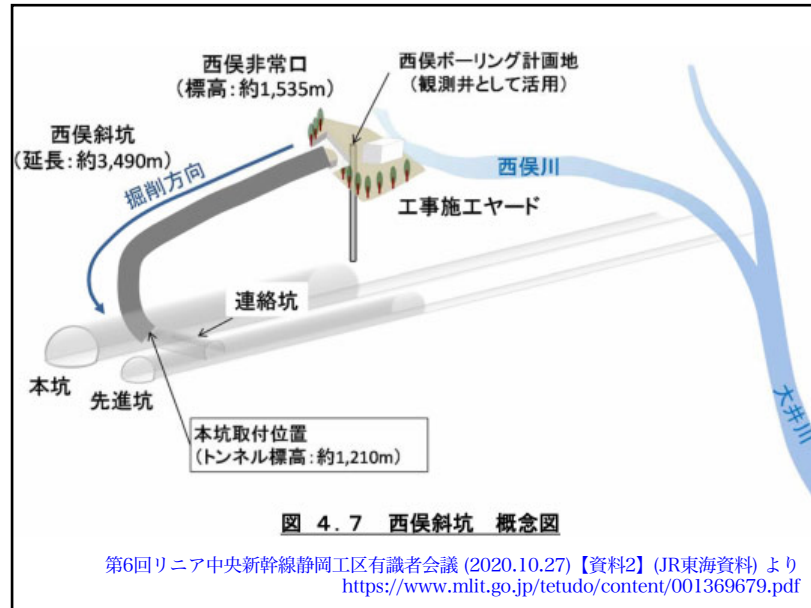 西俣非常口
(標高：約1,535m)
西俣ボーリング計画地
(観測井として活用)
西俣斜坑
(延長：約3,490m)
掘削方向
西俣川
工事施工ヤード
連絡坑
本坑
先進坑
大井川
本坑取付位置
(トンネル標高：約1,210m)
図 4.7 西俣斜坑 概念図
第6回リニア中央新幹線静岡工区有識者会議 (2020.10.27)【資料2】(JR東海資料) より
https://www.mlit.go.jp/tetudo/content/001369679.pdf